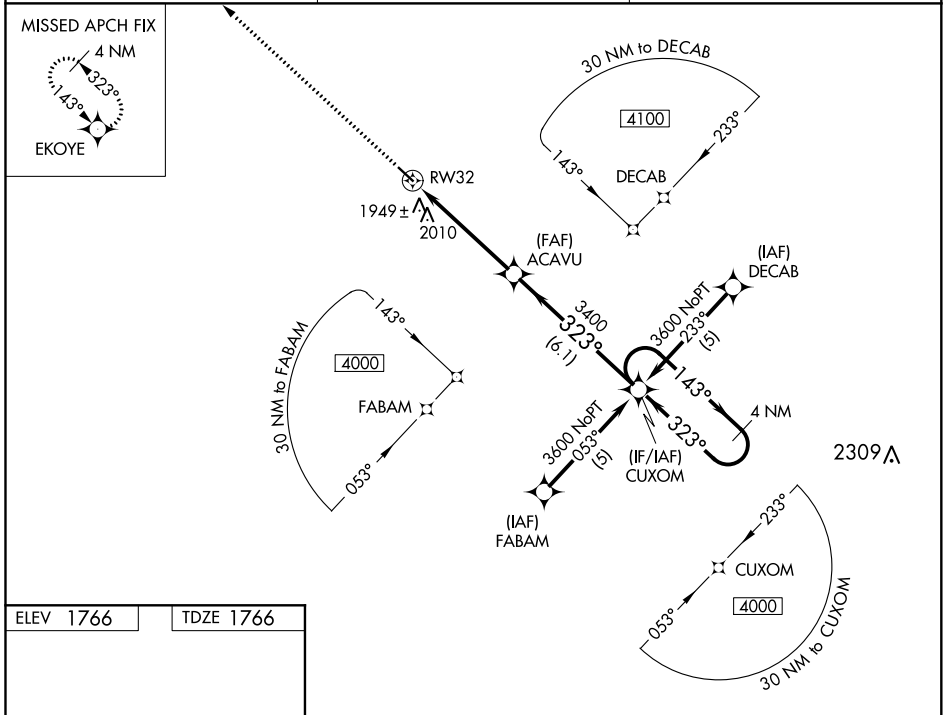 MISSED APCH FIX
4 NM
323°
143°
EKOYE
30 NM to DECAB
4100
233°
143°
DECAB
RW32
1949±
2010
(FAF)
ACAVU
(IAF)
DECAB
3400
323°
(6.1)
3600 NoPT
233°
(5)
143°
30 NM to FABAM
4000
FABAM
053°
143°
323°
4 NM
3600 NoPT
053°
(5)
(IF/IAF)
CUXOM
2309
(IAF)
FABAM
233°
CUXOM
4000
053°
30 NM to CUXOM
ELEV 1766
TDZE 1766